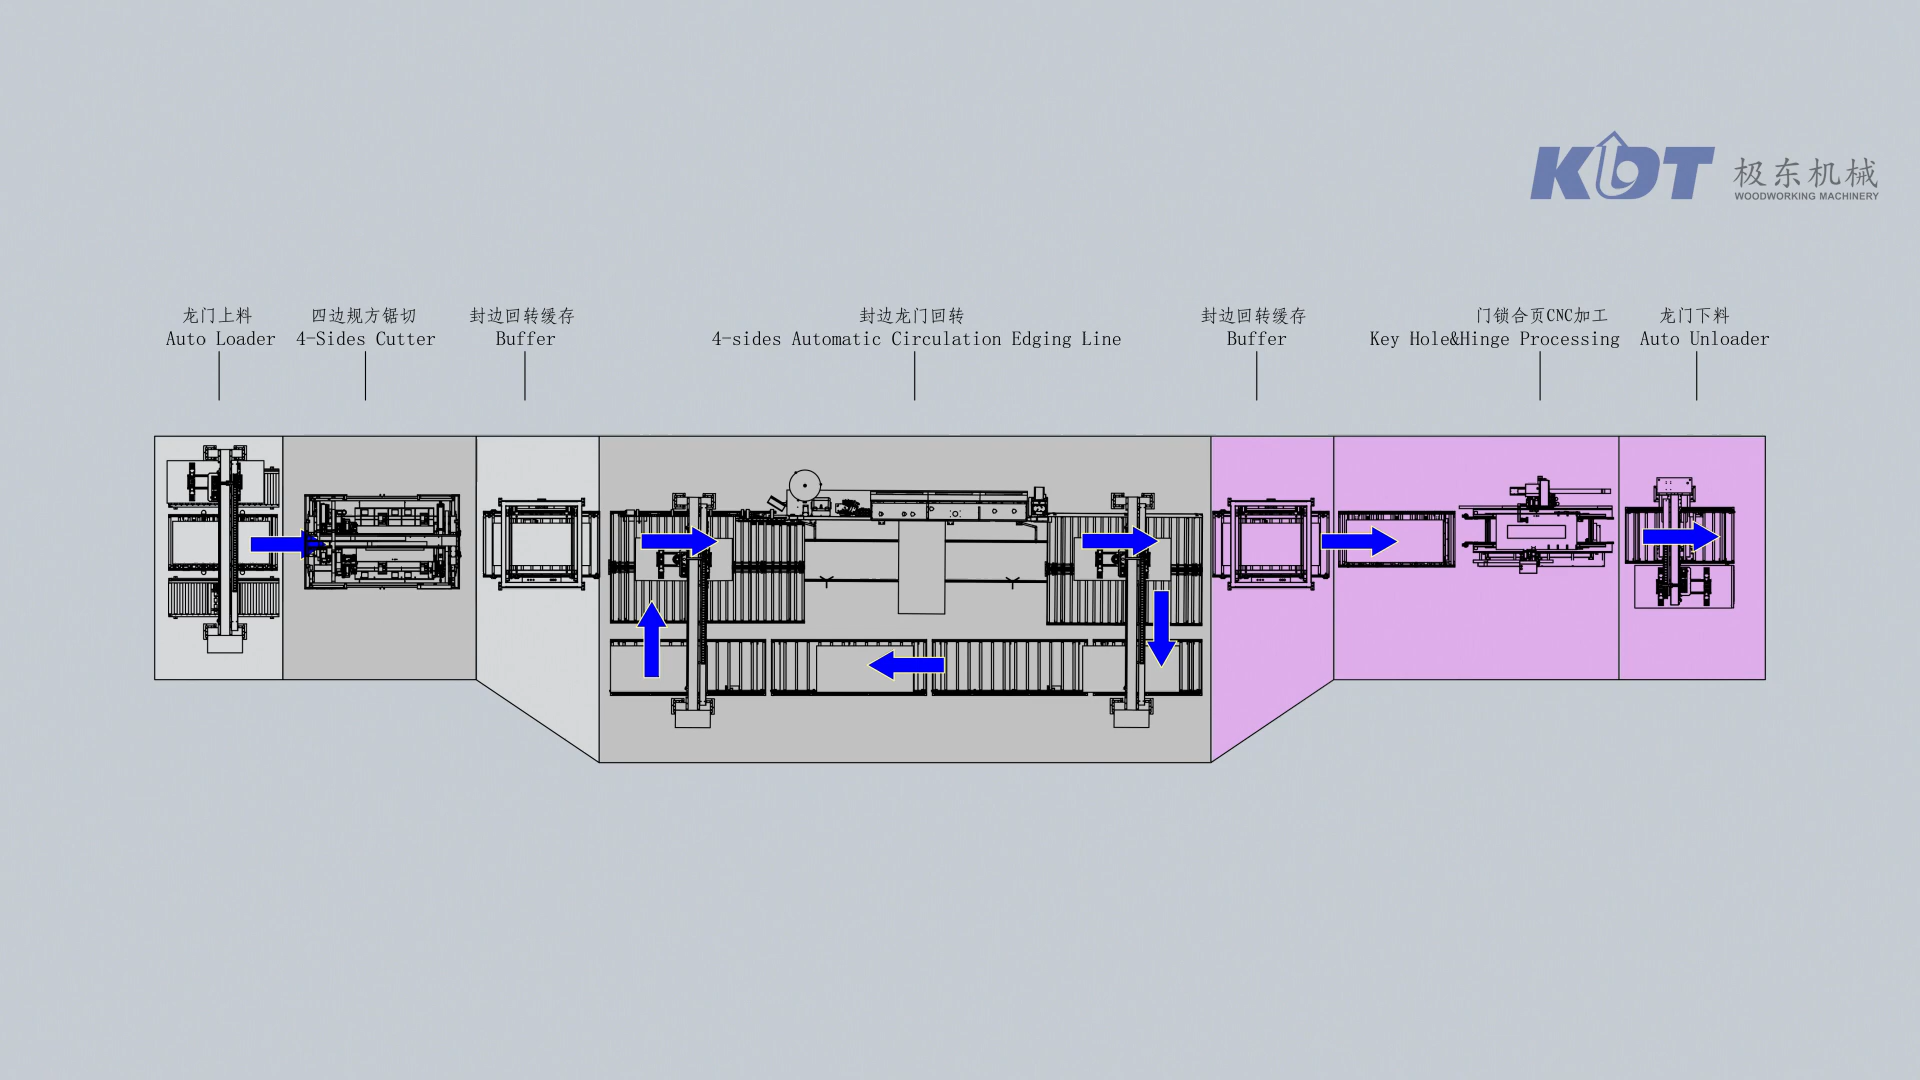 KDT 极东机械
WOODWORKING MACHINERY
龙门上料
Auto Loader
四边规方锯切
4-Sides Cutter
封边回转缓存
Buffer
封边龙门回转
4-sides Automatic Circulation Edging Line
封边回转缓存
Buffer
门锁合页CNC加工
Key Hole&Hinge Processing
龙门下料
Auto Unloader